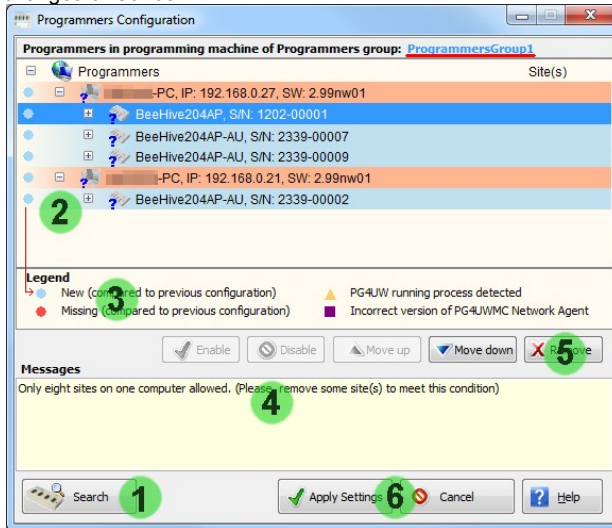 Programmers Configuration
Programmers in programming machine of Programmers group: ProgrammersGroup1
Programmers Site(s)
-PC, IP: 192.168.0.27, SW: 2.99nw01
BeeHive204AP, S/N: 1202-00001
BeeHive204AP-AU, S/N: 2339-00007
BeeHive204AP-AU, S/N: 2339-00009
-PC, IP: 192.168.0.21, SW: 2.99nw01
2 BeeHive204AP-AU, S/N: 2339-00002
Legend
New (compared to previous configuration) PG4UW running process detected
3
Missing (compared to previous configuration) Incorrect version of PG4UWMC Network Agent
Enable Disable Move up Move down Remove
5
Messages
Only eight sites on one computer allowed. (Please, remove some site(s) to meet this condition)
4
Search 1 Apply Settings 6 Cancel Help